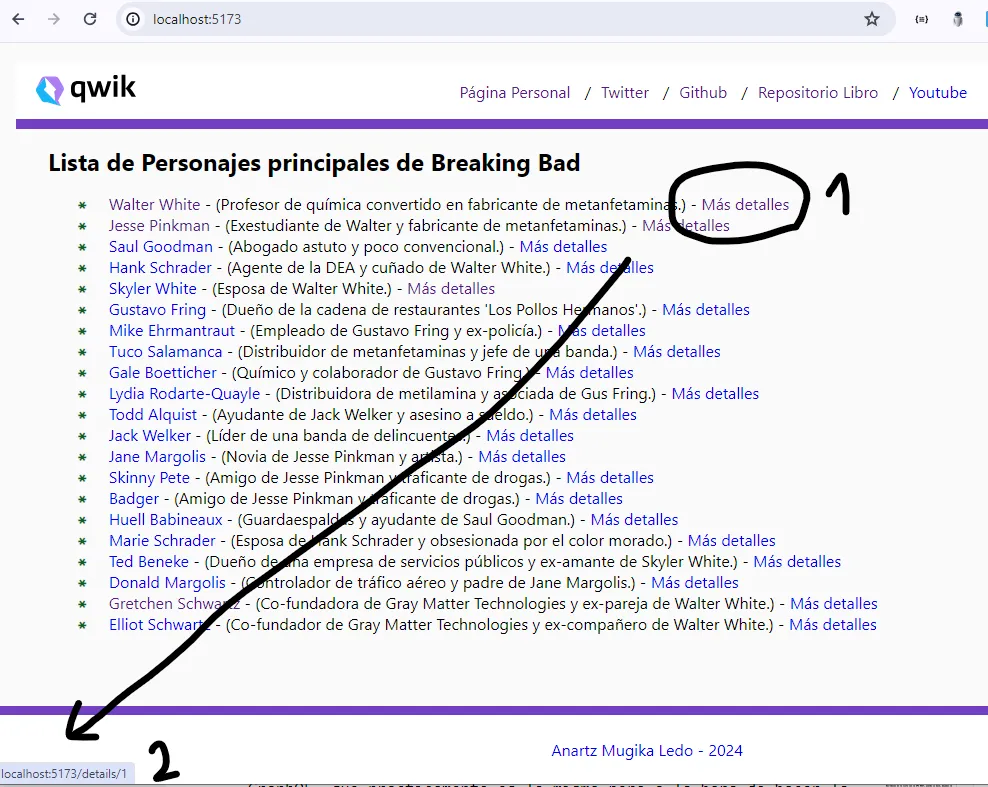 localhost:5173
qwik
Página Personal / Twitter / Github / Repositorio Libro / Youtube
Lista de Personajes principales de Breaking Bad
* Walter White - (Profesor de química convertido en fabricante de metanfetaminas.) - Más detalles
1
* Jesse Pinkman - (Exestudiante de Walter y fabricante de metanfetaminas.) - Más detalles
* Saul Goodman - (Abogado astuto y poco convencional.) - Más detalles
* Hank Schrader - (Agente de la DEA y cuñado de Walter White.) - Más detalles
* Skyler White - (Esposa de Walter White.) - Más detalles
* Gustavo Fring - (Dueño de la cadena de restaurantes 'Los Pollos Hermanos'.) - Más detalles
* Mike Ehrmantraut - (Empleado de Gustavo Fring y ex-policía.) - Más detalles
* Tuco Salamanca - (Distribuidor de metanfetaminas y jefe de una banda.) - Más detalles
* Gale Boetticher - (Químico y colaborador de Gustavo Fring.) - Más detalles
* Lydia Rodarte-Quayle - (Distribuidora de metilamina y asociada de Gus Fring.) - Más detalles
* Todd Alquist - (Ayudante de Jack Welker y asesino a sueldo.) - Más detalles
* Jack Welker - (Líder de una banda de delincuentes.) - Más detalles
* Jane Margolis - (Novia de Jesse Pinkman y artista.) - Más detalles
* Skinny Pete - (Amigo de Jesse Pinkman y traficante de drogas.) - Más detalles
* Badger - (Amigo de Jesse Pinkman y traficante de drogas.) - Más detalles
* Huell Babineaux - (Guardaespaldas y ayudante de Saul Goodman.) - Más detalles
* Marie Schrader - (Esposa de Hank Schrader y obsesionada por el color morado.) - Más detalles
* Ted Beneke - (Dueño de una empresa de servicios públicos y ex-amante de Skyler White.) - Más detalles
* Donald Margolis - (Controlador de tráfico aéreo y padre de Jane Margolis.) - Más detalles
* Gretchen Schwartz - (Co-fundadora de Gray Matter Technologies y ex-pareja de Walter White.) - Más detalles
* Elliot Schwartz - (Co-fundador de Gray Matter Technologies y ex-compañero de Walter White.) - Más detalles
Anartz Mugika Ledo - 2024
localhost:5173/details/1
2